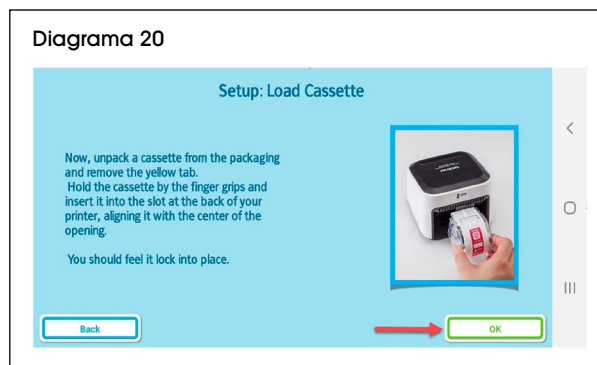 Diagrama 20
Setup: Load Cassette
Now, unpack a cassette from the packaging
and remove the yellow tab.
Hold the cassette by the finger grips and
insert it into the slot at the back of your
printer, aligning it with the center of the
opening.
You should feel it lock into place.
Back
OK